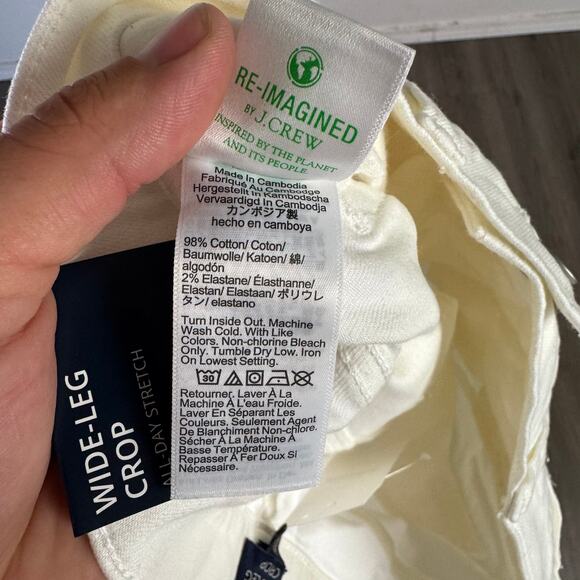 RE-IMAGINED
BY J.CREW
INSPIRED BY THE PLANET
AND ITS PEOPLE.
Made In Cambodia
Fabriqué Au Cambodge
Hergestellt In Kambodscha
Vervaardigd In Cambodja
カンボジア製
hecho en camboya
98% Cotton/ Coton/
Baumwolle/ Katoen/ 綿/
algodón
2% Elastane/ Élasthanne/
Elastan/ Elastaan/ ポリウレ
タン/ elastano
Turn Inside Out. Machine
Wash Cold. With Like
Colors. Non-chlorine Bleach
Only. Tumble Dry Low. Iron
On Lowest Setting.
30
Retourner. Laver À La
Machine À L'eau Froide.
Laver En Séparant Les
Couleurs. Seulement Agent
De Blanchiment Non-chlore.
Sécher À La Machine À
Basse Température.
Repasser À Fer Doux Si
Nécessaire.
WIDE-LEG
CROP
ALL-DAY STRETCH
CROP